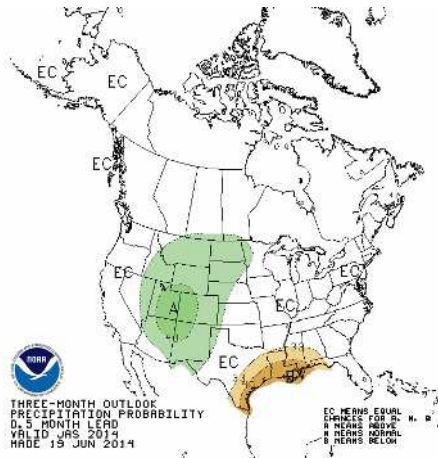 EC
EC
EC
EC
A
EC
EC
EC
B
NOAA
THREE-MONTH OUTLOOK
PRECIPITATION PROBABILITY
0.5 MONTH LEAD
VALID JAS 2014
MADE 19 JUN 2014
EC MEANS EQUAL
CHANCES FOR A, N, B
A MEANS ABOVE
N MEANS NORMAL
B MEANS BELOW